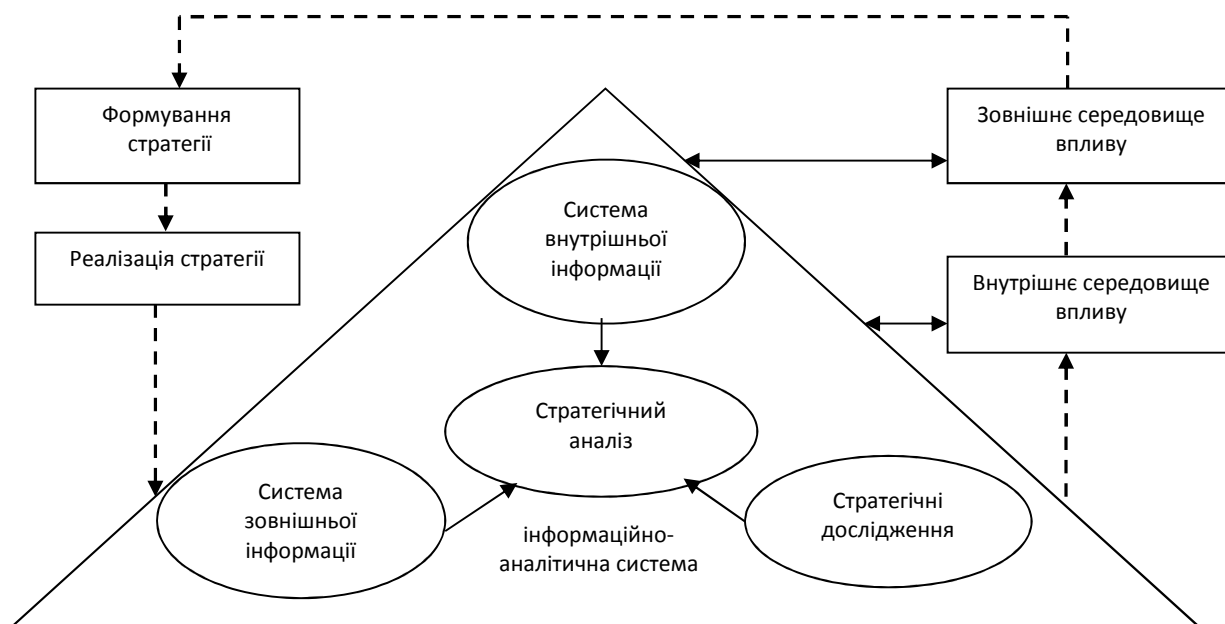 Формування
стратегії
Реалізація стратегії
Зовнішнє середовище
впливу
Внутрішнє середовище
впливу
Система
внутрішньої
інформації
Стратегічний
аналіз
Система
зовнішньої
інформації
Стратегічні
дослідження
інформаційно-
аналітична система